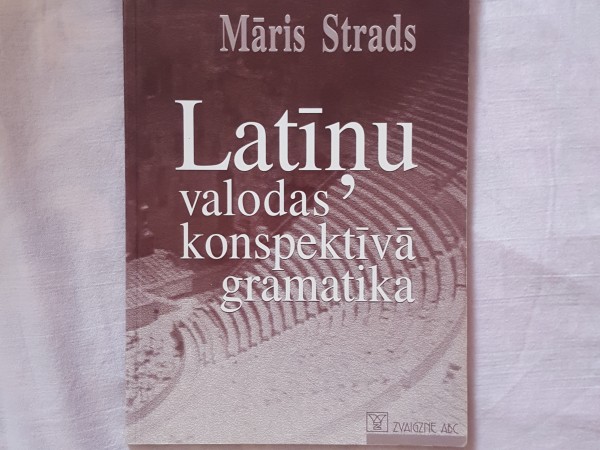 Māris Strads
Latīņu
valodas
konspektīvā
gramatika
ZVAIGZNE ABC